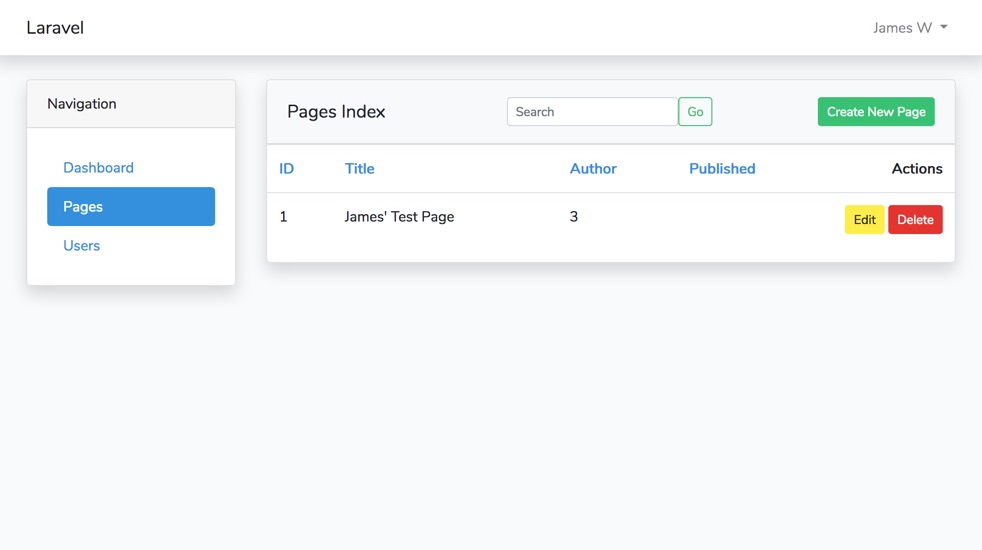 Laravel
James W
Navigation
Dashboard
Pages
Users
Pages Index
Search
Go
Create New Page
ID Title Author Published Actions
1 James' Test Page 3 Edit Delete